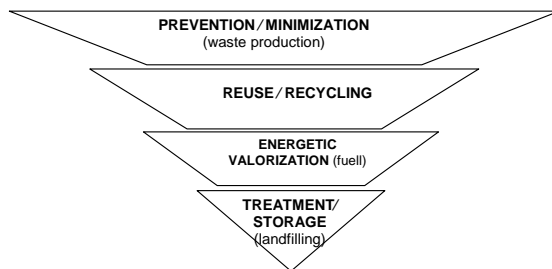 PREVENTION/MINIMIZATION
(waste production)
REUSE/RECYCLING
ENERGETIC
VALORIZATION (fuell)
TREATMENT/
STORAGE
(landfilling)